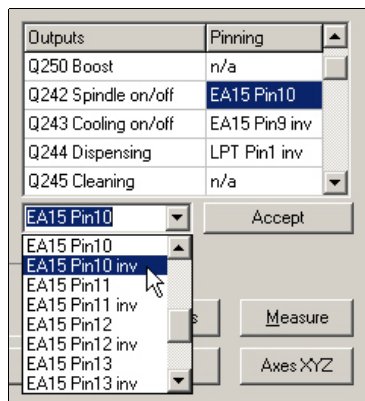 Outputs Pinning
Q250 Boost n/a
Q242 Spindle on/off EA15 Pin10
Q243 Cooling on/off EA15 Pin9 inv
Q244 Dispensing LPT Pin1 inv
Q245 Cleaning n/a
EA15 Pin10 Accept
EA15 Pin10
EA15 Pin10 inv
EA15 Pin11
EA15 Pin11 inv
EA15 Pin12
EA15 Pin12 inv
EA15 Pin13
EA15 Pin13 inv
s Measure
Axes XYZ